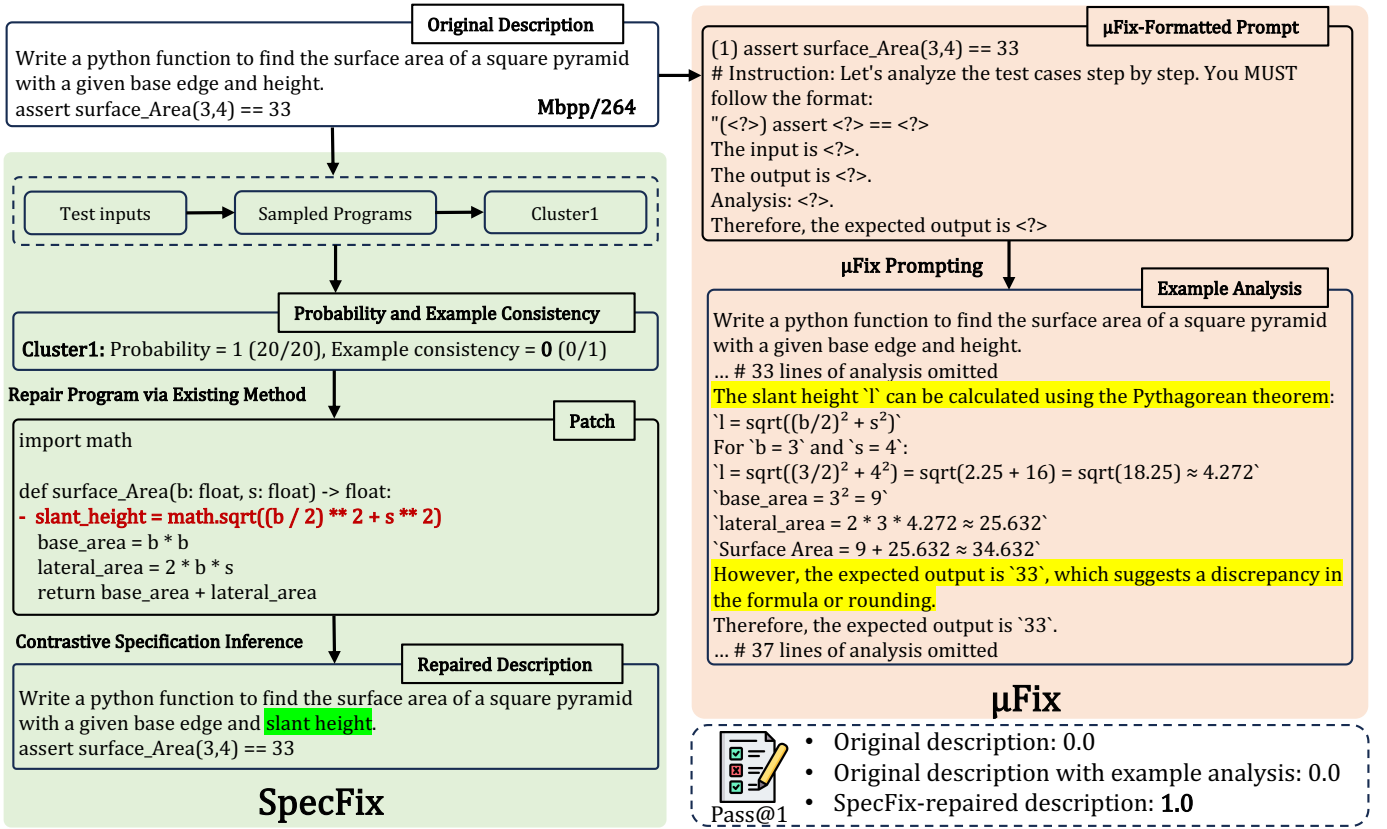 Original Description
Write a python function to find the surface area of a square pyramid
with a given base edge and height.
assert surface_Area(3,4) == 33
Mbpp/264
Test inputs
Sampled Programs
Cluster1
Probability and Example Consistency
Cluster1: Probability = 1 (20/20), Example consistency = 0 (0/1)
Repair Program via Existing Method
Patch
import math
def surface_Area(b: float, s: float) -> float:
- slant_height = math.sqrt((b / 2) ** 2 + s ** 2)
base_area = b * b
lateral_area = 2 * b * s
return base_area + lateral_area
Contrastive Specification Inference
Repaired Description
Write a python function to find the surface area of a square pyramid
with a given base edge and slant height.
assert surface_Area(3,4) == 33
SpecFix
µFix-Formatted Prompt
(1) assert surface_Area(3,4) == 33
# Instruction: Let's analyze the test cases step by step. You MUST
follow the format:
"(<?>) assert <?> == <?>
The input is <?>.
The output is <?>.
Analysis: <?>.
Therefore, the expected output is <?>
µFix Prompting
Example Analysis
Write a python function to find the surface area of a square pyramid
with a given base edge and height.
... # 33 lines of analysis omitted
The slant height `l` can be calculated using the Pythagorean theorem:
`l = sqrt((b/2)² + s²)`
For `b = 3` and `s = 4`:
`l = sqrt((3/2)² + 4²) = sqrt(2.25 + 16) = sqrt(18.25) ≈ 4.272`
`base_area = 3² = 9`
`lateral_area = 2 * 3 * 4.272 ≈ 25.632`
`Surface Area = 9 + 25.632 ≈ 34.632`
However, the expected output is `33`, which suggests a discrepancy in
the formula or rounding.
Therefore, the expected output is `33`.
... # 37 lines of analysis omitted
µFix
Pass@1
• Original description: 0.0
• Original description with example analysis: 0.0
• SpecFix-repaired description: 1.0